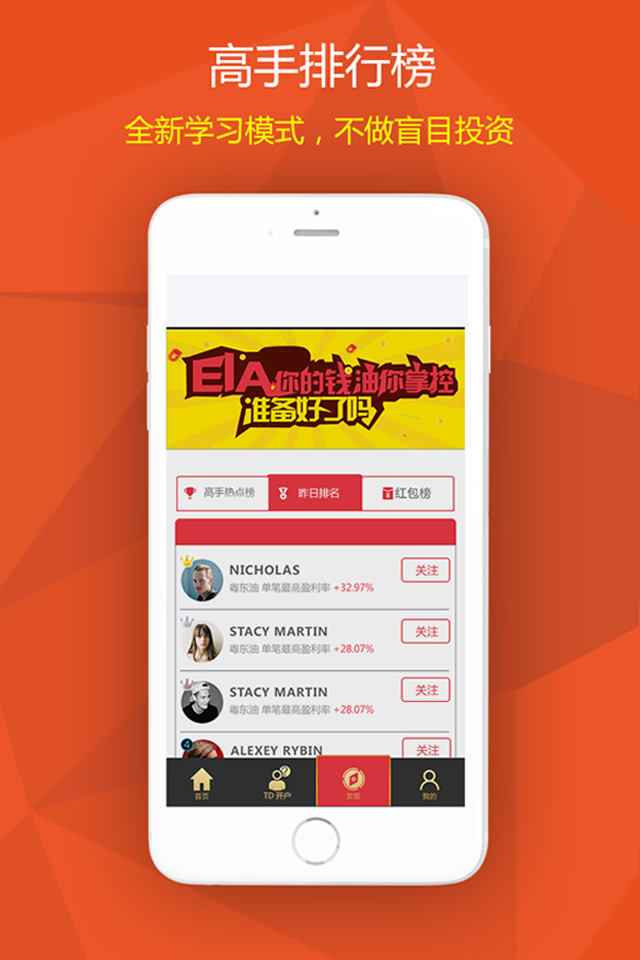 高手排行榜
全新学习模式，不做盲目投资
EIA你的钱油你掌控
准备好了吗
高手热点榜
昨日排名
红包榜
NICHOLAS
粤东油 单笔最高盈利率 +32.97%
关注
STACY MARTIN
粤东油 单笔最高盈利率 +28.07%
关注
STACY MARTIN
粤东油 单笔最高盈利率 +28.07%
关注
4
ALEXEY RYBIN
关注
首页
TD 开户
发现
我的